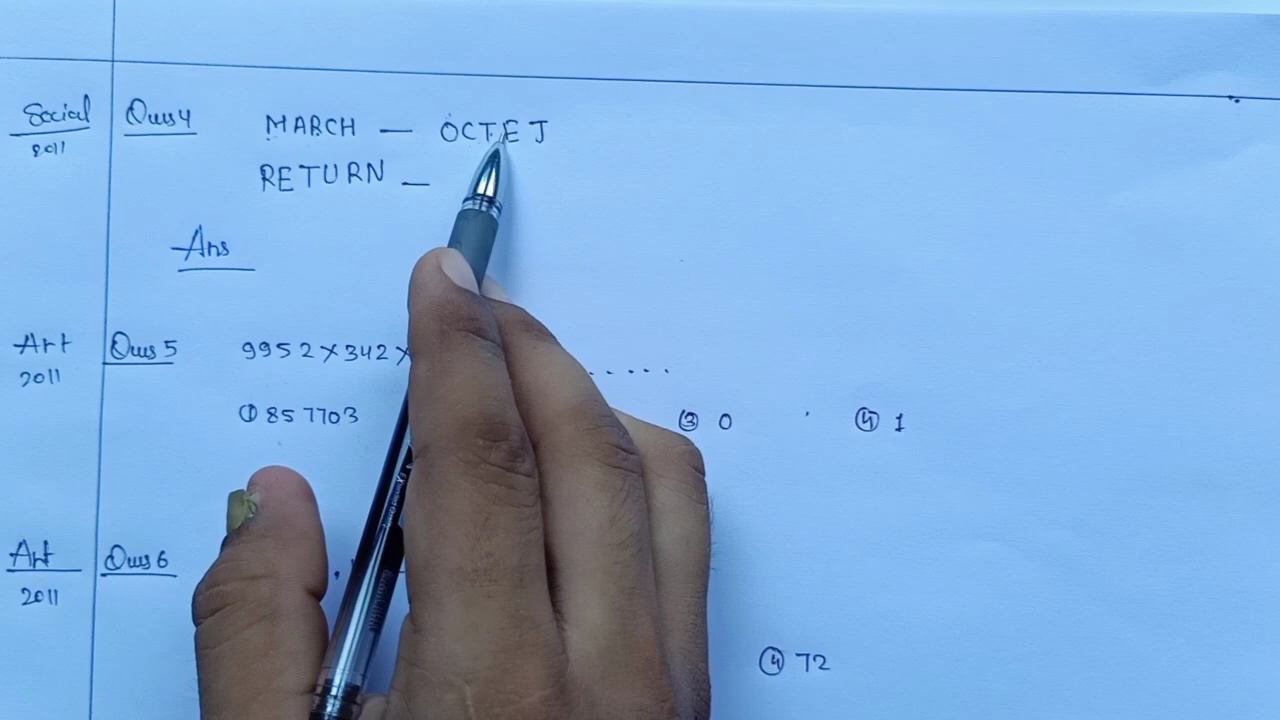 Social Ques 4 MARCH — OCTEJ
2011
RETURN —
Ans
Art Ques 5 9952 × 342 × .....
2011
① 857703 ③ 0 ④ 1
Art Ques 6
2011
④ 72